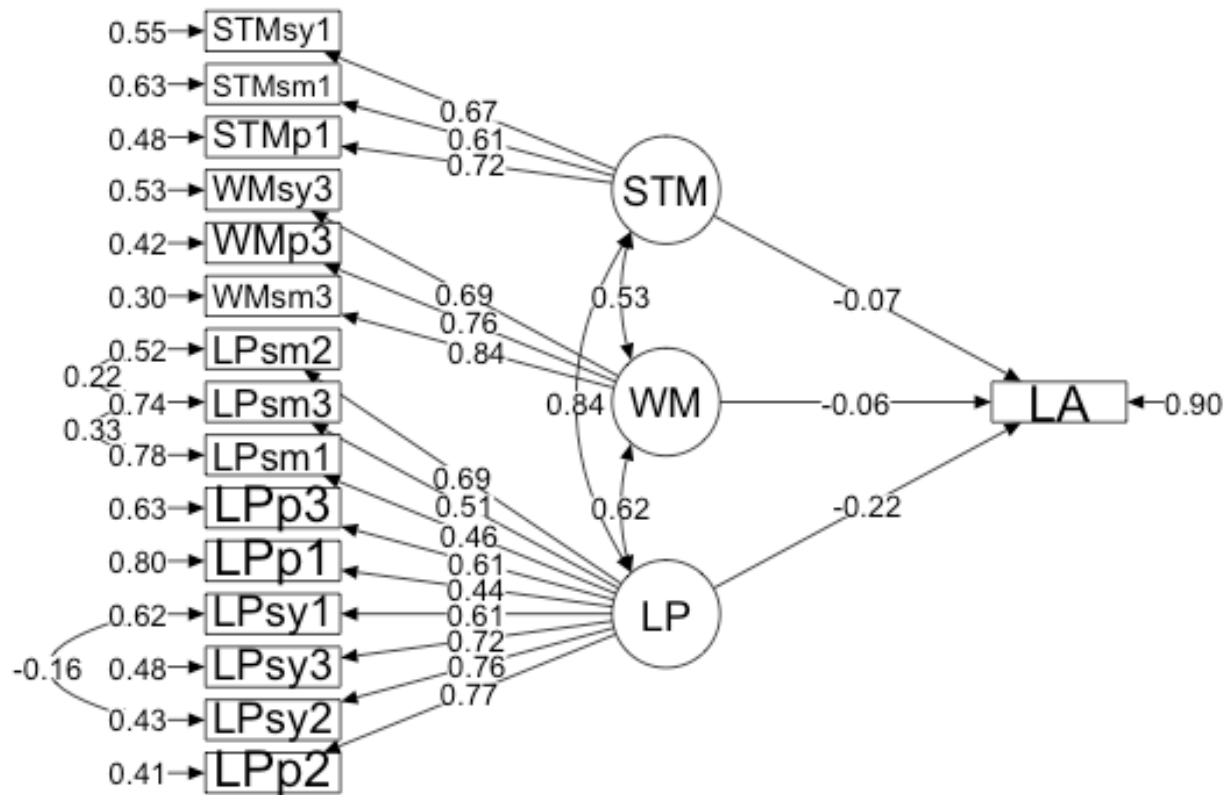 0.55 STMsy1
0.63 STMsm1
0.48 STMp1
0.53 WMsy3
0.42 WMp3
0.30 WMsm3
0.52 LPsm2
0.22
0.74 LPsm3
0.33
0.78 LPsm1
0.63 LPp3
0.80 LPp1
0.62 LPsy1
-0.16
0.48 LPsy3
0.43 LPsy2
0.41 LPp2
0.67
0.61
0.72
0.69
0.76
0.84
0.69
0.51
0.46
0.61
0.44
0.61
0.72
0.76
0.77
STM
0.53
0.84
WM
0.62
LP
-0.07
-0.06
-0.22
LA 0.90